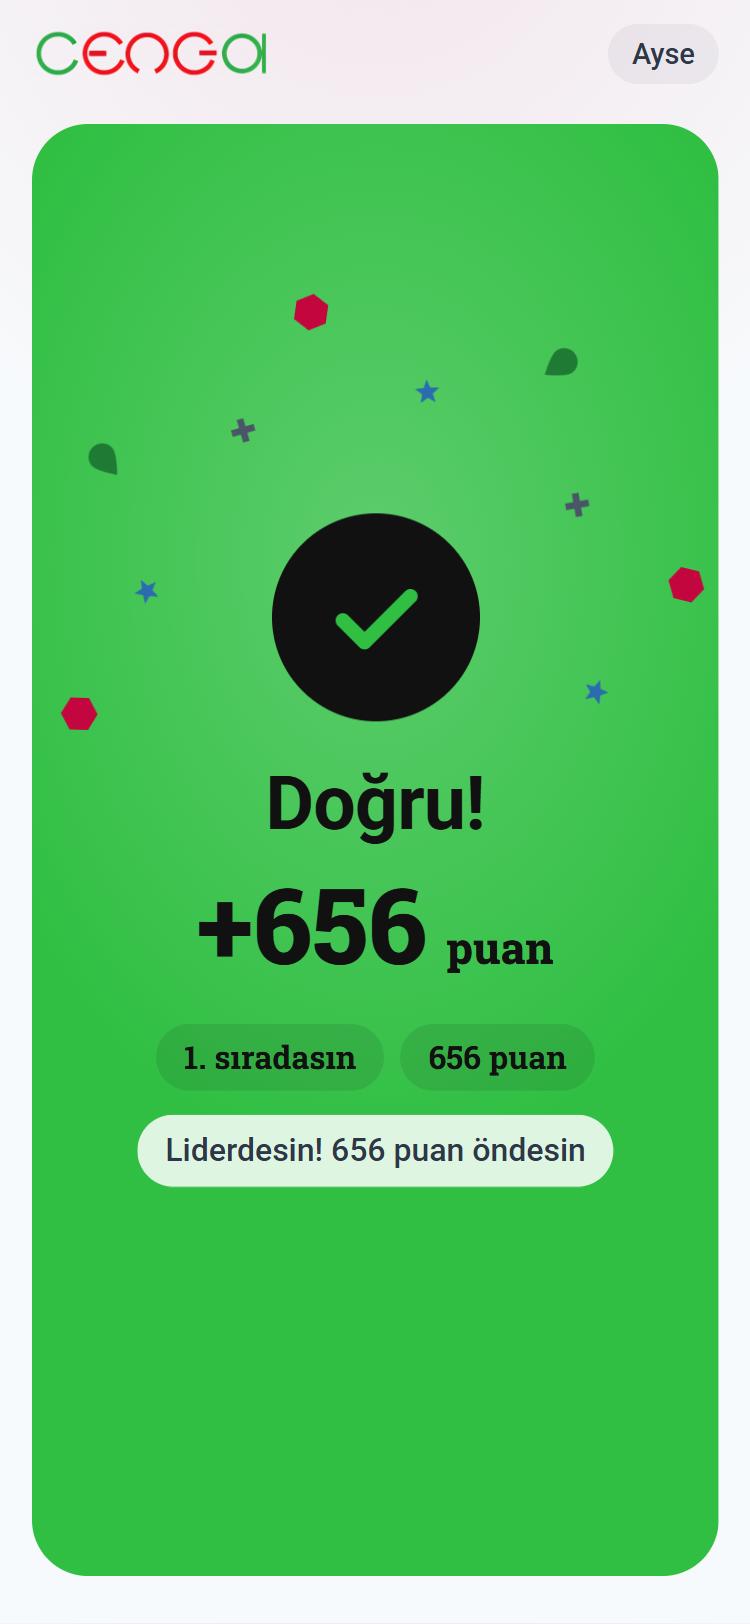 cenga
Ayse
Doğru!
+656 puan
1. sıradasın
656 puan
Liderdesin! 656 puan öndesin